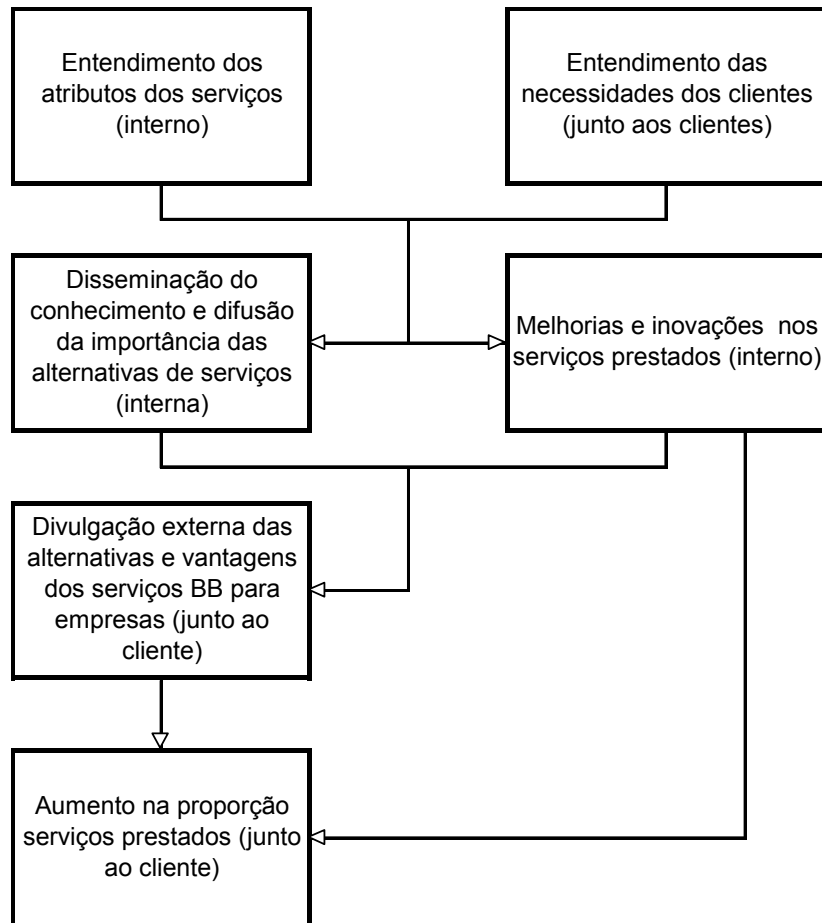 Entendimento dos
atributos dos serviços
(interno)
Entendimento das
necessidades dos clientes
(junto aos clientes)
Disseminação do
conhecimento e difusão
da importância das
alternativas de serviços
(interna)
Melhorias e inovações nos
serviços prestados (interno)
Divulgação externa das
alternativas e vantagens
dos serviços BB para
empresas (junto ao
cliente)
Aumento na proporção
serviços prestados (junto
ao cliente)